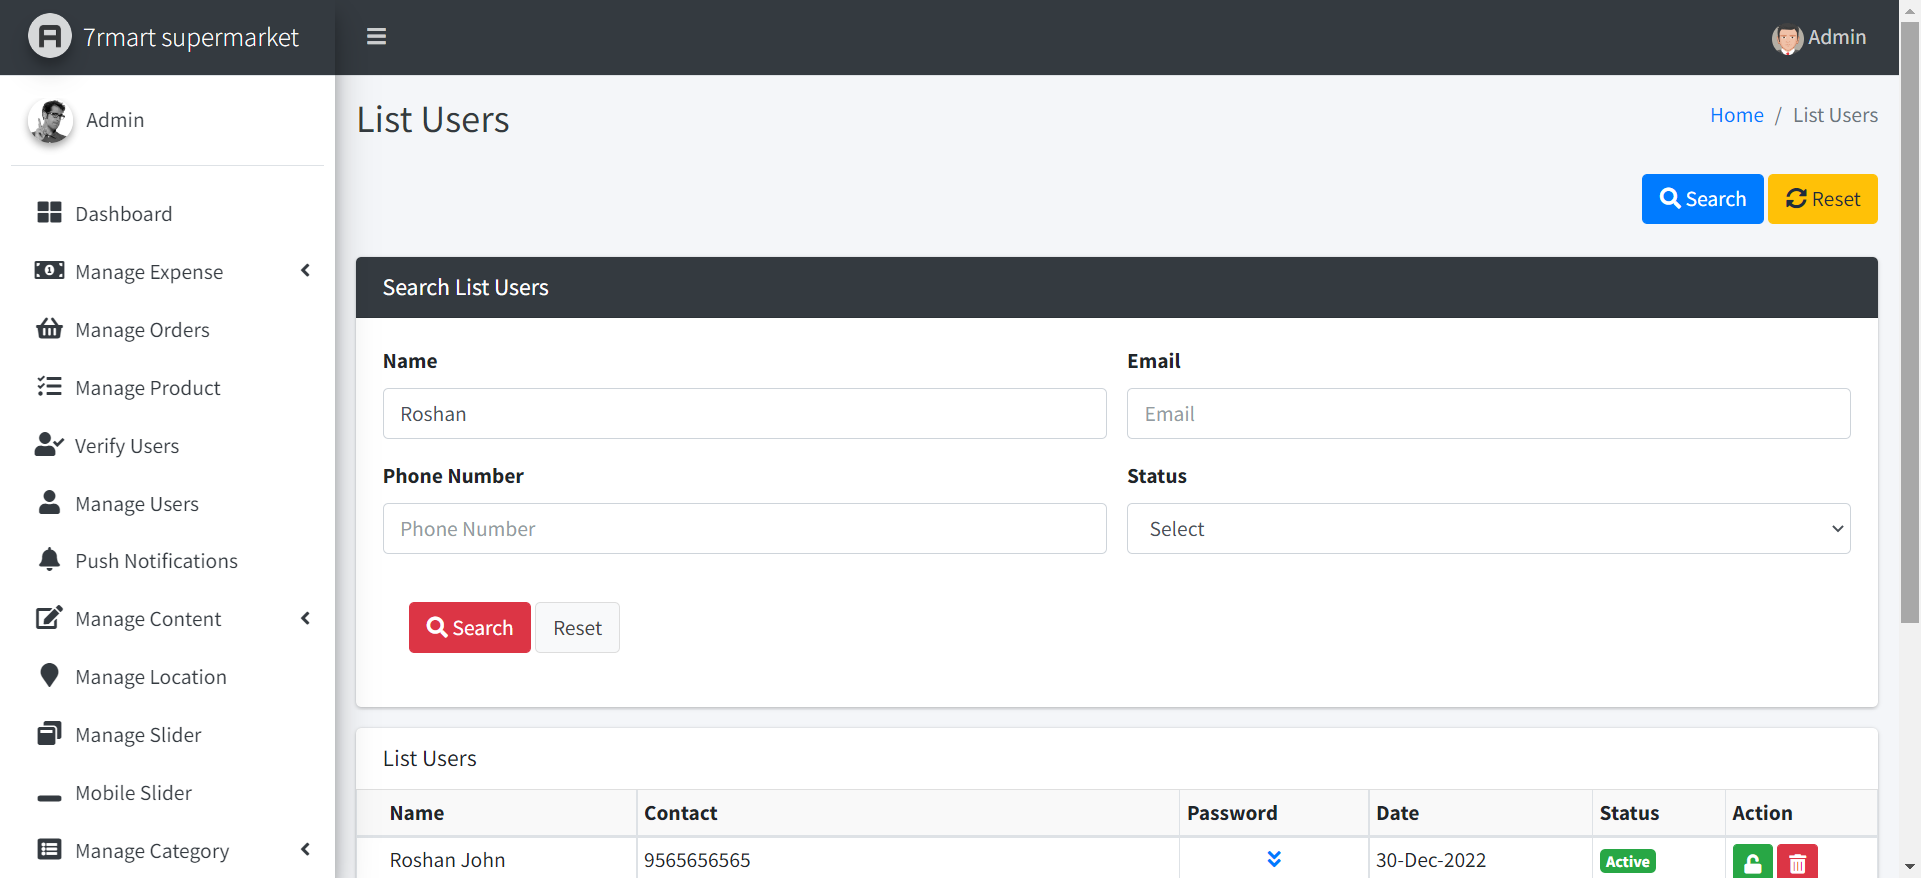 7rmart supermarket
Admin
Admin
List Users
Home / List Users
Search
Reset
Dashboard
Manage Expense
Manage Orders
Manage Product
Verify Users
Manage Users
Push Notifications
Manage Content
Manage Location
Manage Slider
Mobile Slider
Manage Category
Search List Users
Name
Email
Roshan
Email
Phone Number
Status
Phone Number
Select
Search
Reset
List Users
Name Contact Password Date Status Action
Roshan John 9565656565 30-Dec-2022 Active